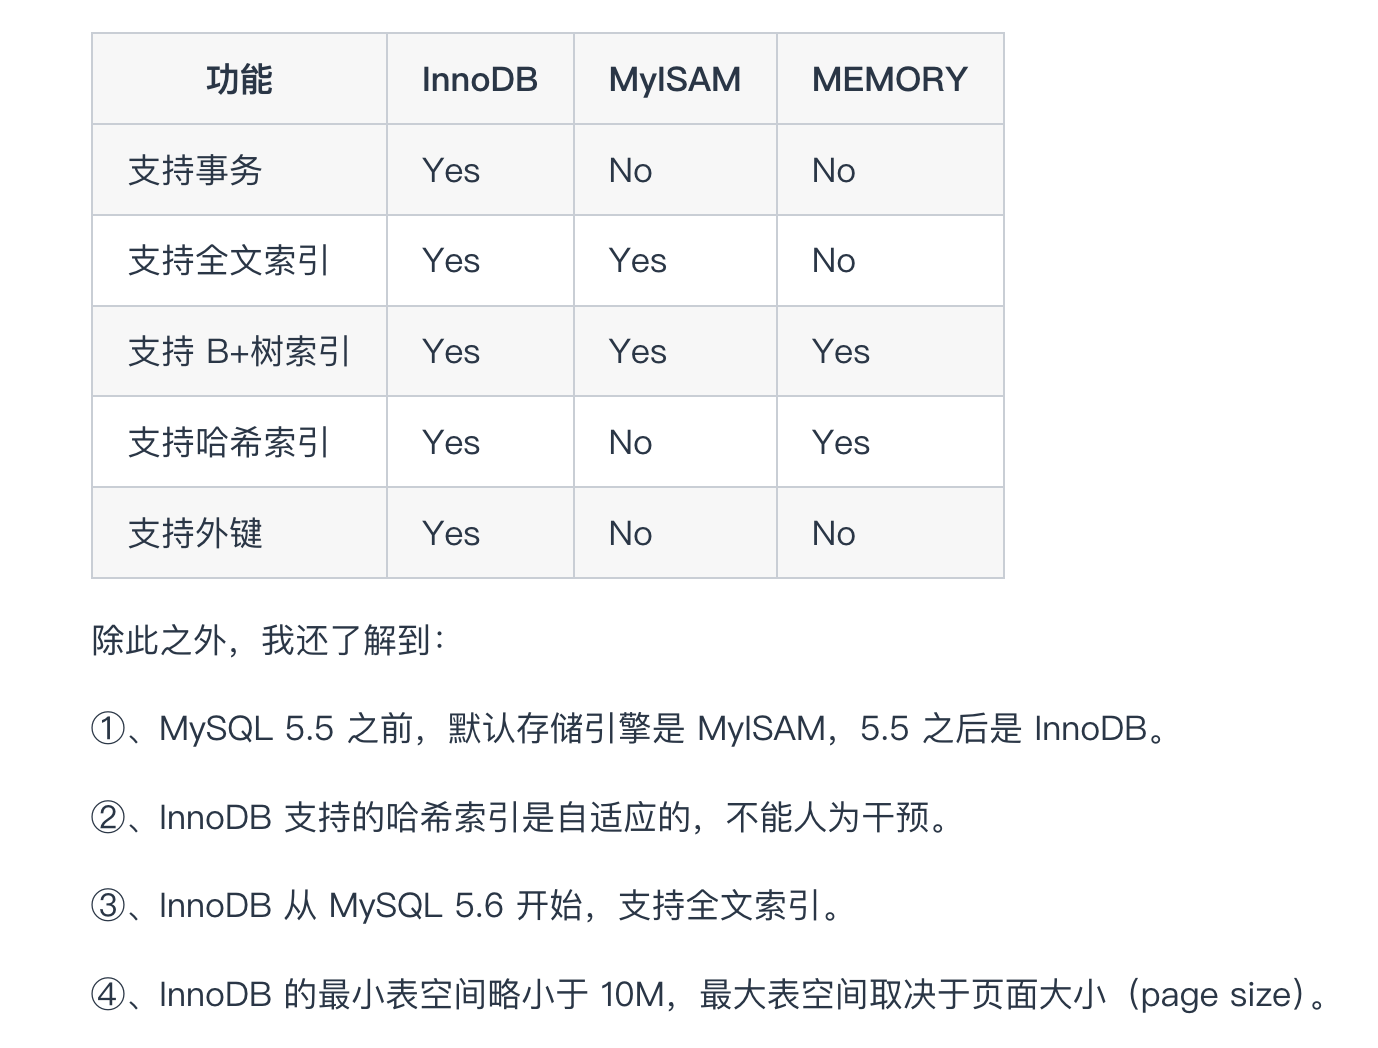 功能 InnoDB MyISAM MEMORY
支持事务 Yes No No
支持全文索引 Yes Yes No
支持 B+树索引 Yes Yes Yes
支持哈希索引 Yes No Yes
支持外键 Yes No No
除此之外，我还了解到：
①、MySQL 5.5 之前，默认存储引擎是 MyISAM，5.5 之后是 InnoDB。
②、InnoDB 支持的哈希索引是自适应的，不能人为干预。
③、InnoDB 从 MySQL 5.6 开始，支持全文索引。
④、InnoDB 的最小表空间略小于 10M，最大表空间取决于页面大小（page size）。